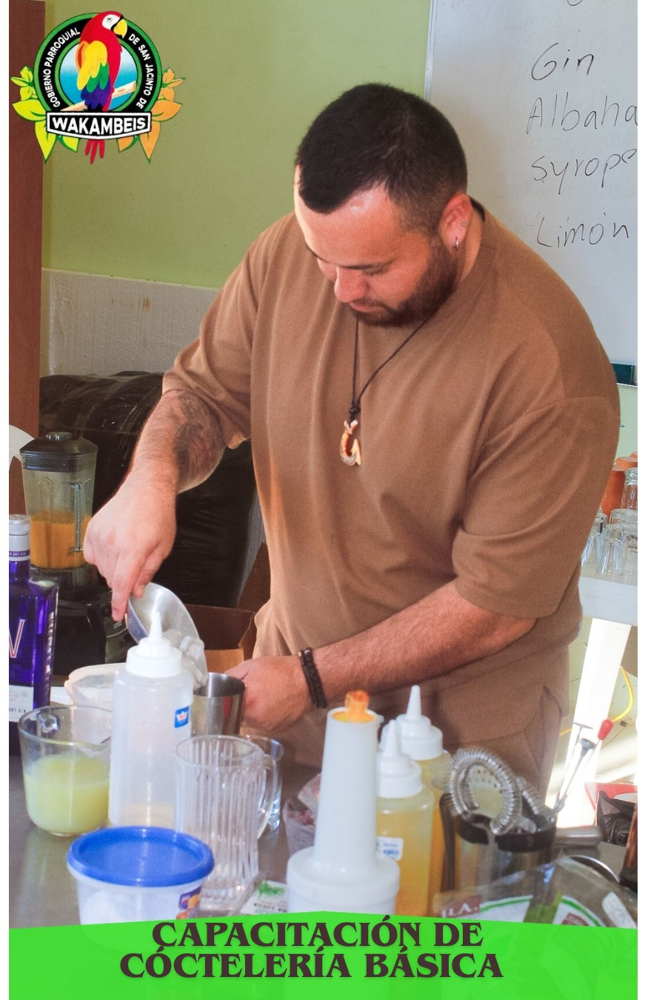 GOBIERNO PARROQUIAL DE SAN JACINTO DE
WAKAMBEIS
Gin
Albaha
syrope
Limón
CAPACITACIÓN DE
CÓCTELERÍA BÁSICA